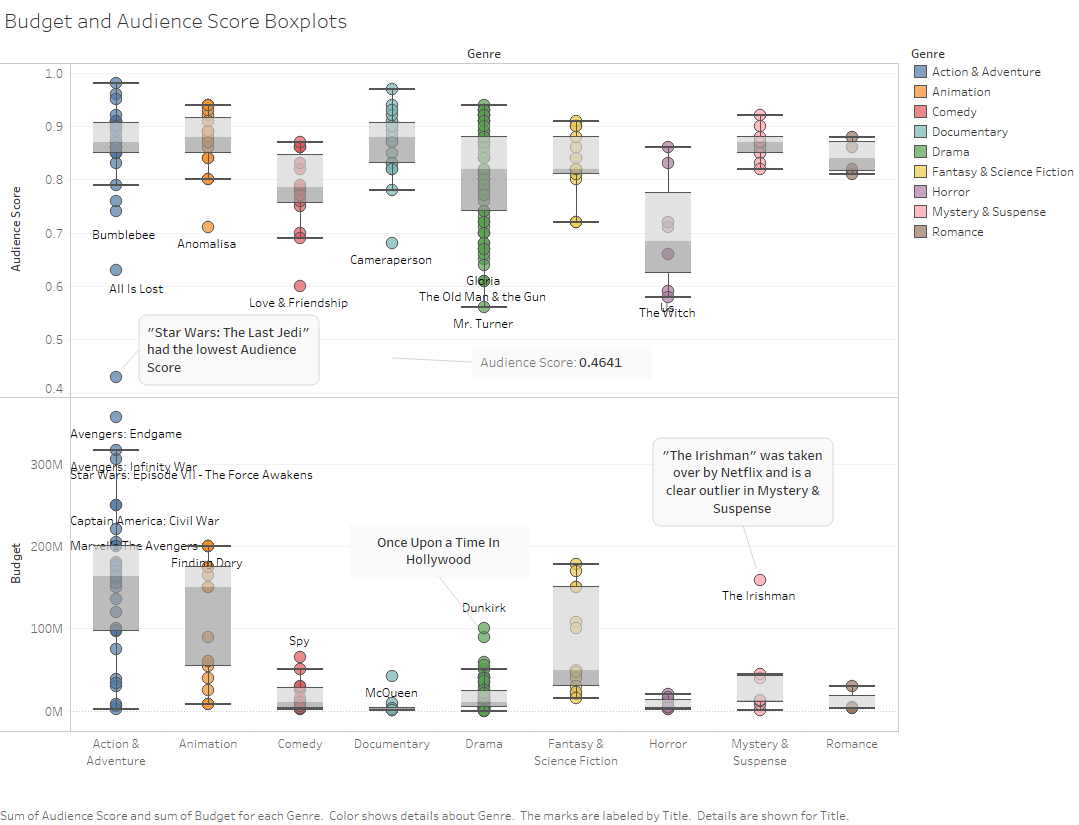 Budget and Audience Score Boxplots
Genre
Genre
Action & Adventure
Animation
Comedy
Documentary
Drama
Fantasy & Science Fiction
Horror
Mystery & Suspense
Romance
Audience Score
1.0
0.9
0.8
0.7
0.6
0.5
0.4
Bumblebee
Anomalisa
Cameraperson
All Is Lost
Love & Friendship
Gloria
The Old Man & the Gun
Mr. Turner
Us
The Witch
"Star Wars: The Last Jedi"
had the lowest Audience
Score
Audience Score: 0.4641
Budget
300M
200M
100M
0M
Avengers: Endgame
Avengers: Infinity War
Star Wars: Episode VII - The Force Awakens
Captain America: Civil War
Marvel's The Avengers
Finding Dory
Spy
McQueen
Once Upon a Time In
Hollywood
Dunkirk
"The Irishman" was taken
over by Netflix and is a
clear outlier in Mystery &
Suspense
The Irishman
Action &
Adventure
Animation
Comedy
Documentary
Drama
Fantasy &
Science Fiction
Horror
Mystery &
Suspense
Romance
Sum of Audience Score and sum of Budget for each Genre.  Color shows details about Genre.  The marks are labeled by Title.  Details are shown for Title.